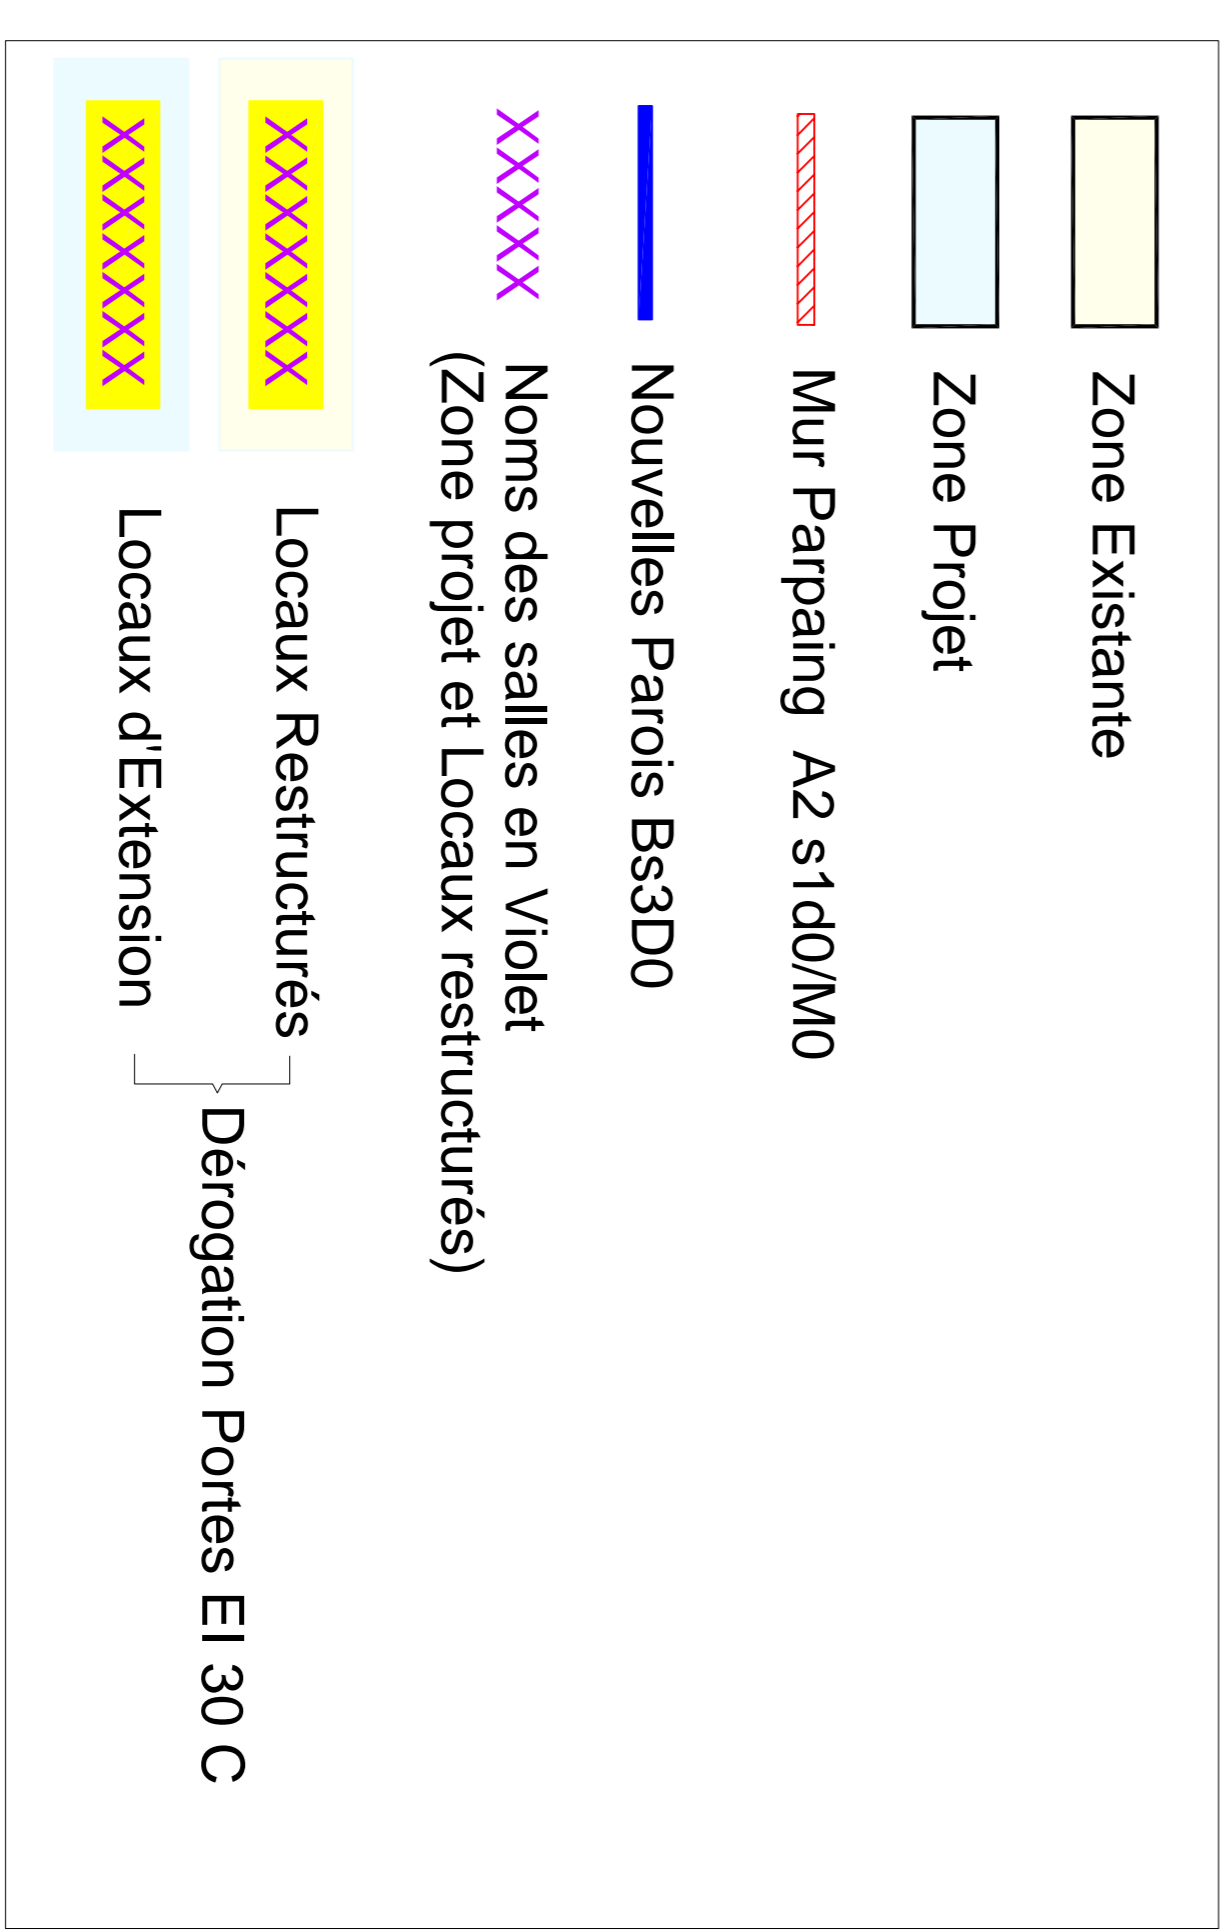 Zone Existante
Zone Projet
Mur Parpaing A2 s1d0/M0
Nouvelles Parois Bs3D0
XXXXX
Noms des salles en Violet
(Zone projet et Locaux restructurés)
XXXXXXX
Locaux Restructurés
XXXXXXX
Locaux d'Extension
Dérogation Portes EI 30 C